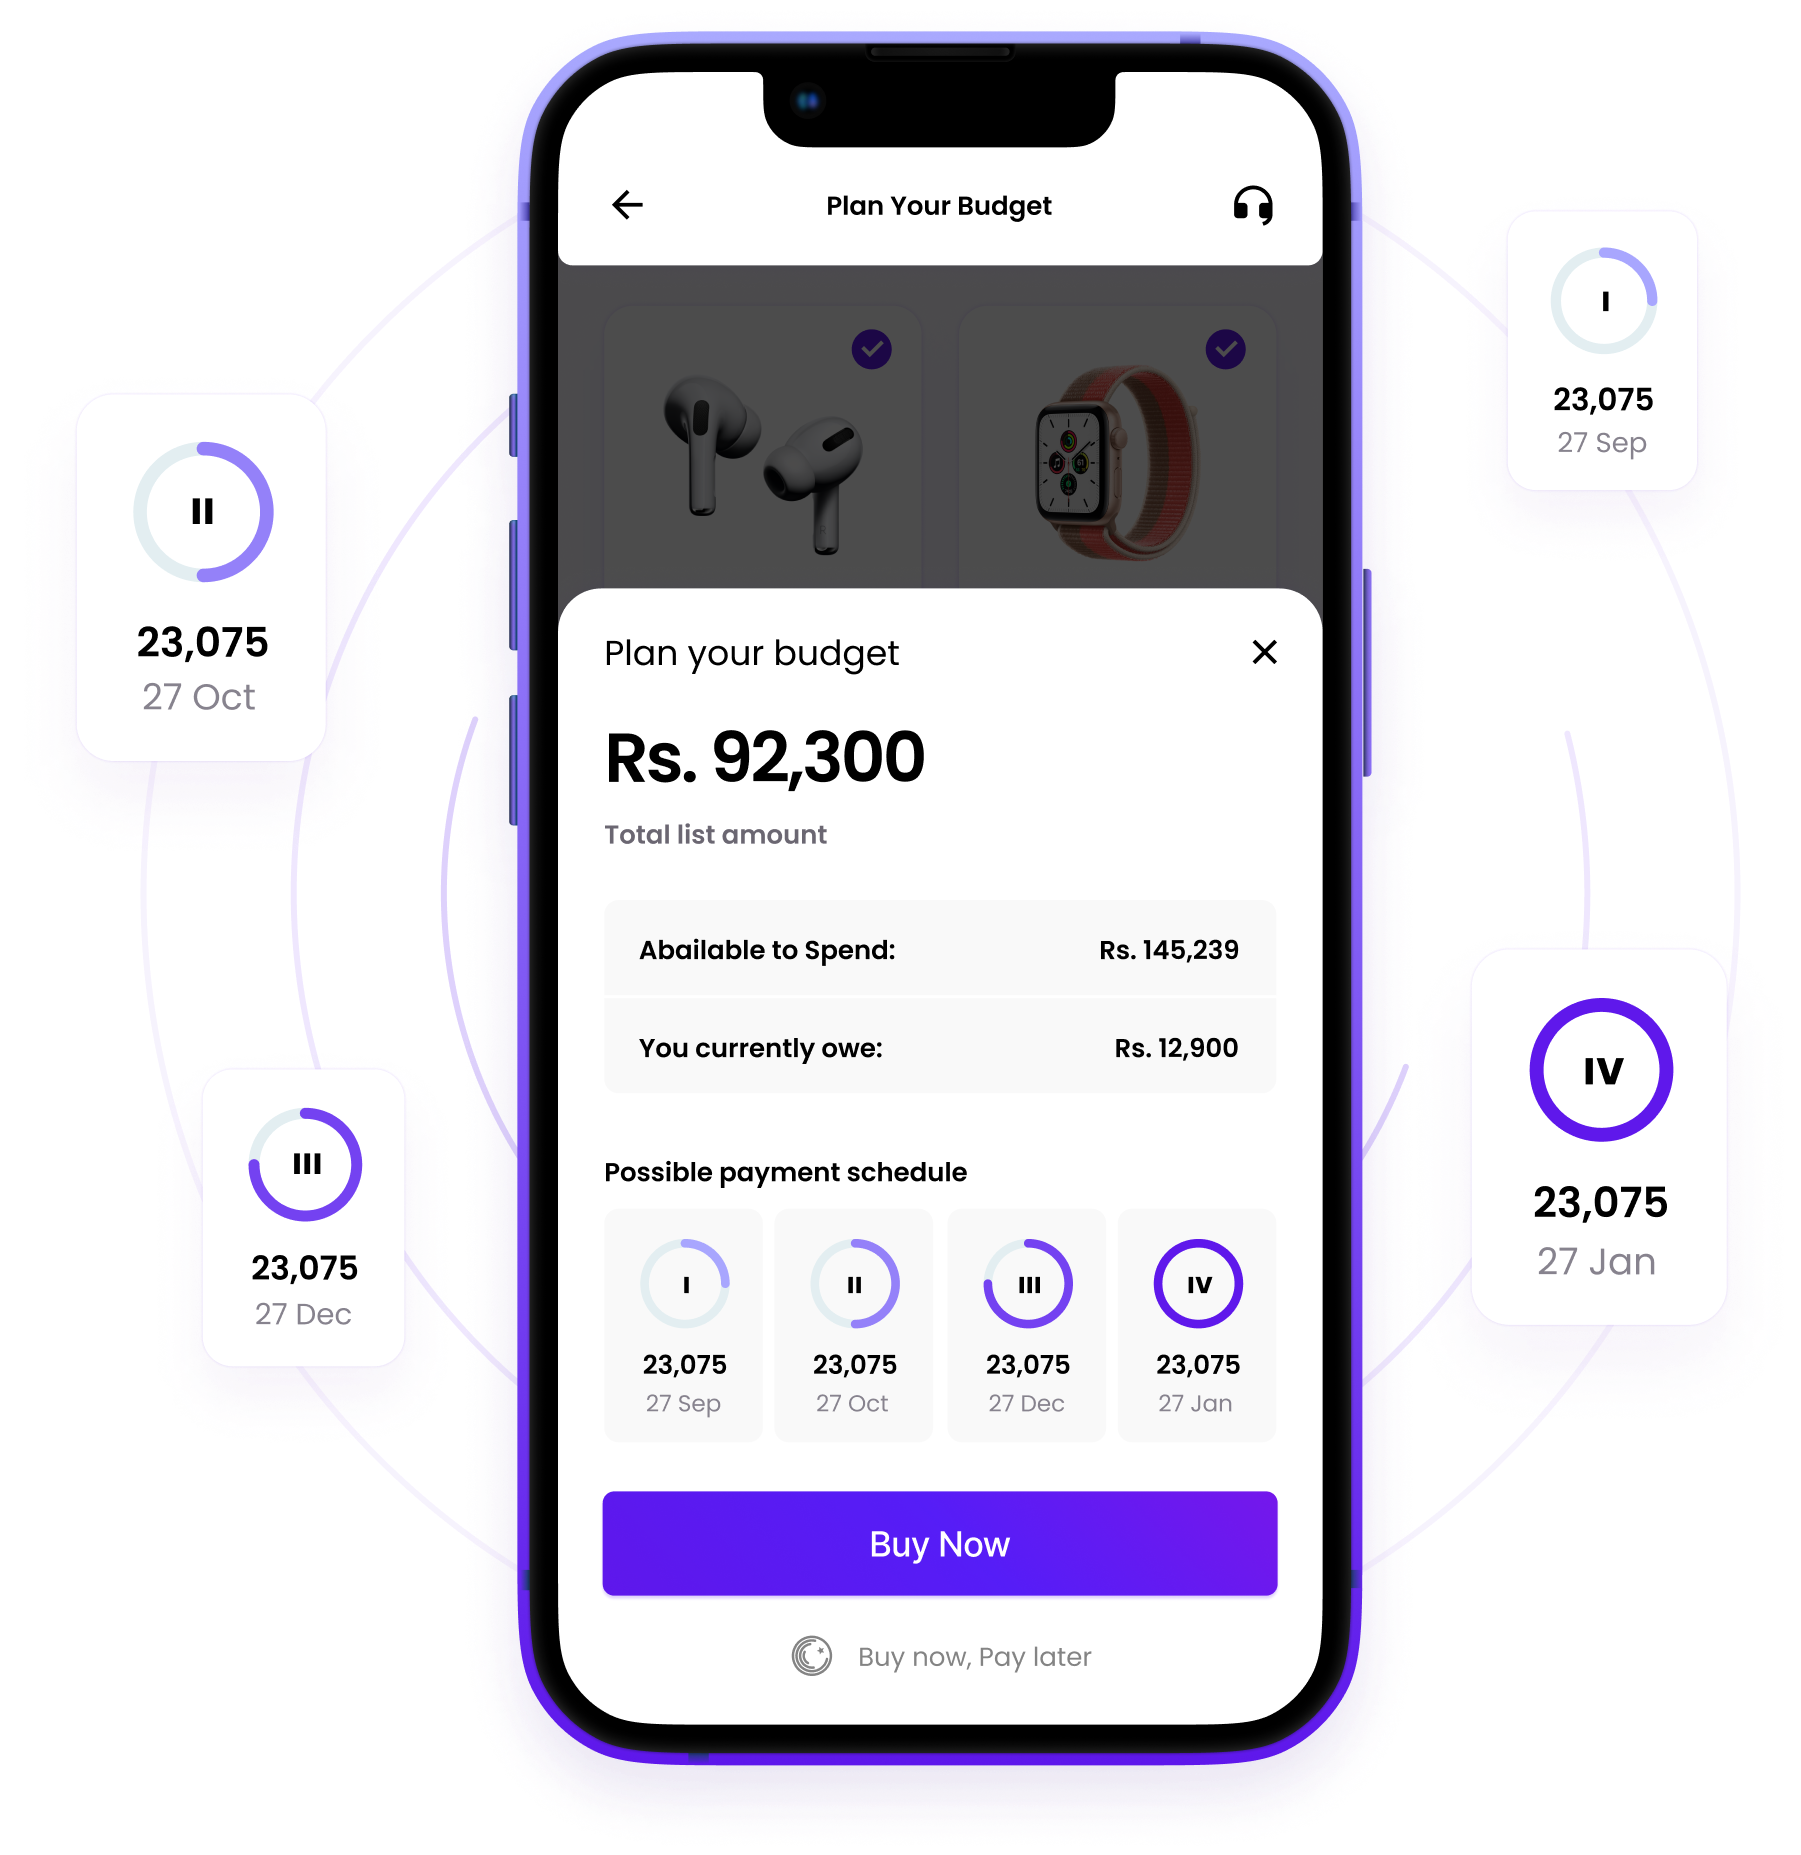 Plan Your Budget
I
23,075
27 Sep
II
23,075
27 Oct
Plan your budget
Rs. 92,300
Total list amount
Abailable to Spend: Rs. 145,239
You currently owe: Rs. 12,900
III
23,075
27 Dec
IV
23,075
27 Jan
Possible payment schedule
I II III IV
23,075 23,075 23,075 23,075
27 Sep 27 Oct 27 Dec 27 Jan
Buy Now
Buy now, Pay later